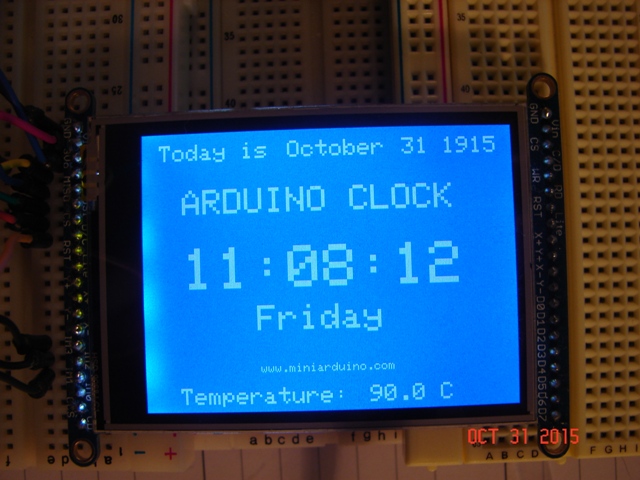 Today is October 31 1915
ARDUINO CLOCK
11:08:12
Friday
www.miniarduino.com
Temperature: 90.0 C
OCT 31 2015
a b c d e
f g h i
A B C D
F G H